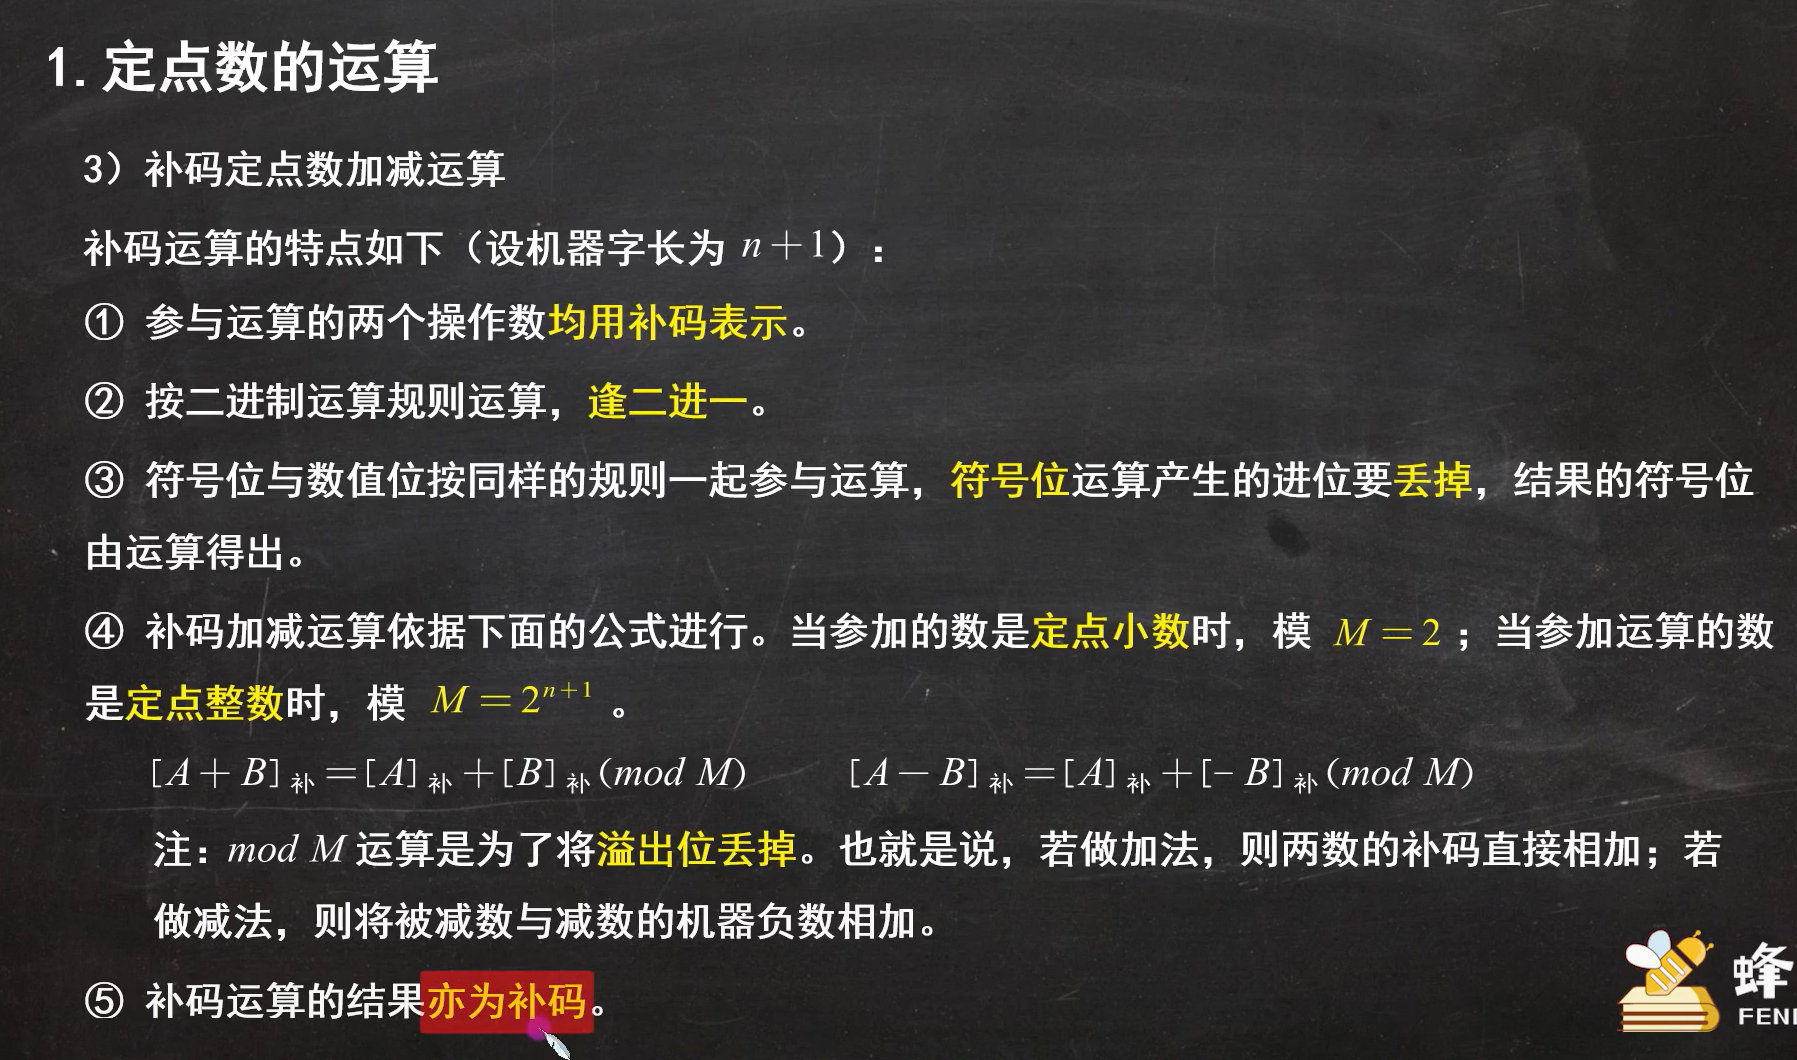 1.定点数的运算
3）补码定点数加减运算
补码运算的特点如下（设机器字长为 n＋1）：
① 参与运算的两个操作数均用补码表示。
② 按二进制运算规则运算，逢二进一。
③ 符号位与数值位按同样的规则一起参与运算，符号位运算产生的进位要丢掉，结果的符号位
由运算得出。
④ 补码加减运算依据下面的公式进行。当参加的数是定点小数时，模 M＝2；当参加运算的数
是定点整数时，模 M＝2ⁿ⁺¹。
[A＋B]补＝[A]补＋[B]补(mod M) [A－B]补＝[A]补＋[–B]补(mod M)
注：mod M 运算是为了将溢出位丢掉。也就是说，若做加法，则两数的补码直接相加；若
做减法，则将被减数与减数的机器负数相加。
⑤ 补码运算的结果亦为补码。
蜂